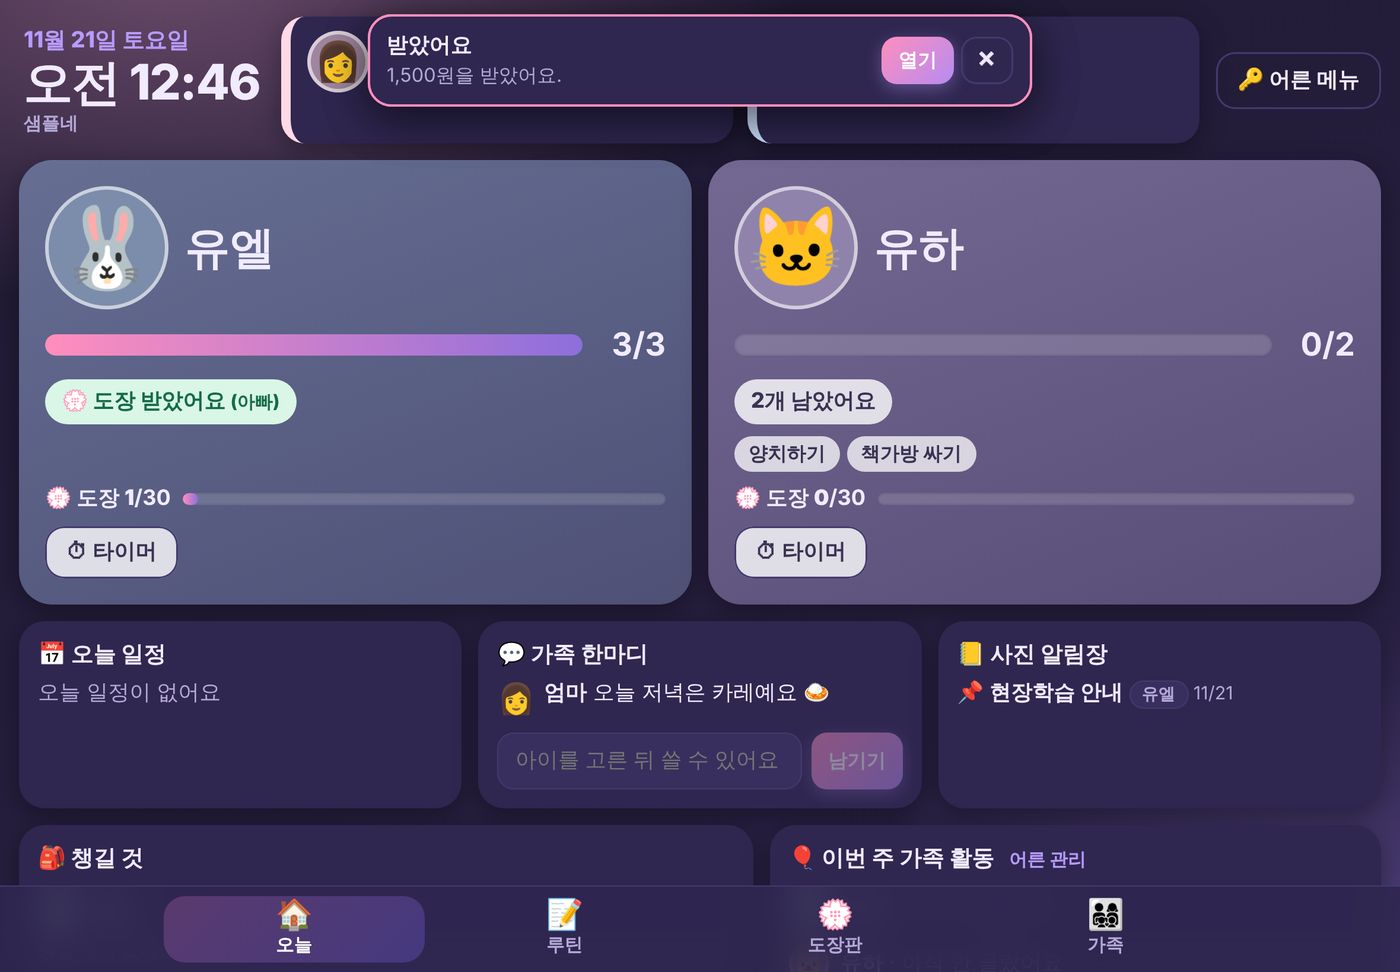 11월 21일 토요일
오전 12:46
샘플네
받았어요
1,500원을 받았어요.
열기
×
🔑 어른 메뉴
유엘
3/3
💮 도장 받았어요 (아빠)
💮 도장 1/30
⏱ 타이머
유하
0/2
2개 남았어요
양치하기
책가방 싸기
💮 도장 0/30
⏱ 타이머
📅 오늘 일정
오늘 일정이 없어요
💬 가족 한마디
엄마 오늘 저녁은 카레예요 🍛
아이를 고른 뒤 쓸 수 있어요
남기기
📒 사진 알림장
📌 현장학습 안내 유엘 11/21
🎒 챙길 것
🎈 이번 주 가족 활동 어른 관리
오늘
루틴
도장판
가족